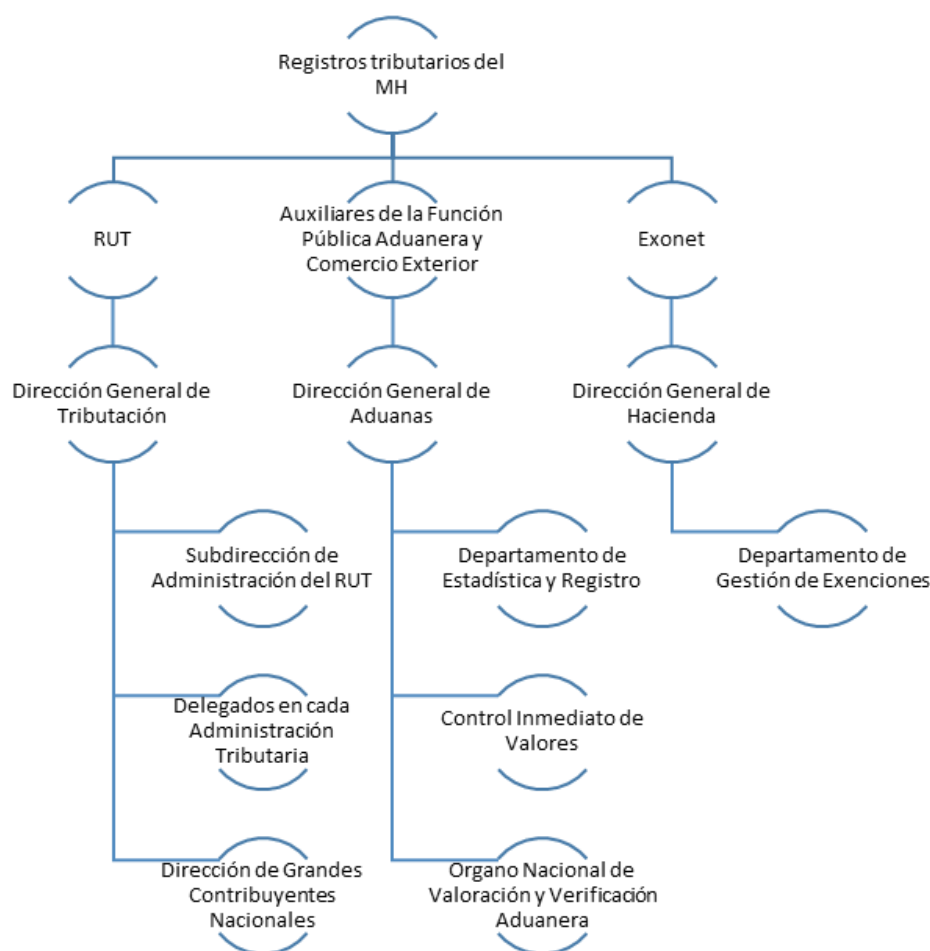 Registros tributarios del
MH
RUT
Auxiliares de la Función
Pública Aduanera y
Comercio Exterior
Exonet
Dirección General de
Tributación
Dirección General de
Aduanas
Dirección General de
Hacienda
Subdirección de
Administración del RUT
Departamento de
Estadística y Registro
Departamento de
Gestión de Exenciones
Delegados en cada
Administración
Tributaria
Control Inmediato de
Valores
Dirección de Grandes
Contribuyentes
Nacionales
Organo Nacional de
Valoración y Verificación
Aduanera